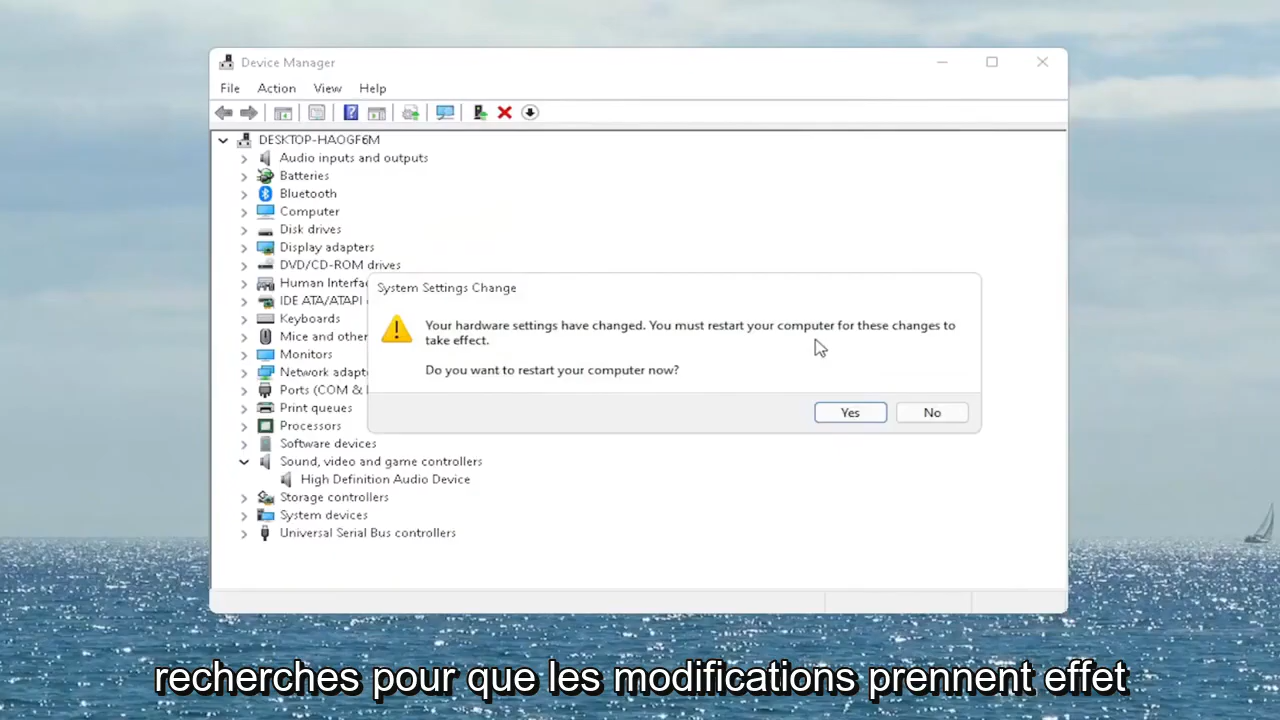 Device Manager
File Action View Help
DESKTOP-HAOGF6M
Audio inputs and outputs
Batteries
Bluetooth
Computer
Disk drives
Display adapters
DVD/CD-ROM drives
Human Interfa
IDE ATA/ATAPI
Keyboards
Mice and other
Monitors
Network adapt
Ports (COM &
Print queues
Processors
Software devices
Sound, video and game controllers
High Definition Audio Device
Storage controllers
System devices
Universal Serial Bus controllers
System Settings Change
Your hardware settings have changed. You must restart your computer for these changes to
take effect.
Do you want to restart your computer now?
Yes No
recherches pour que les modifications prennent effet